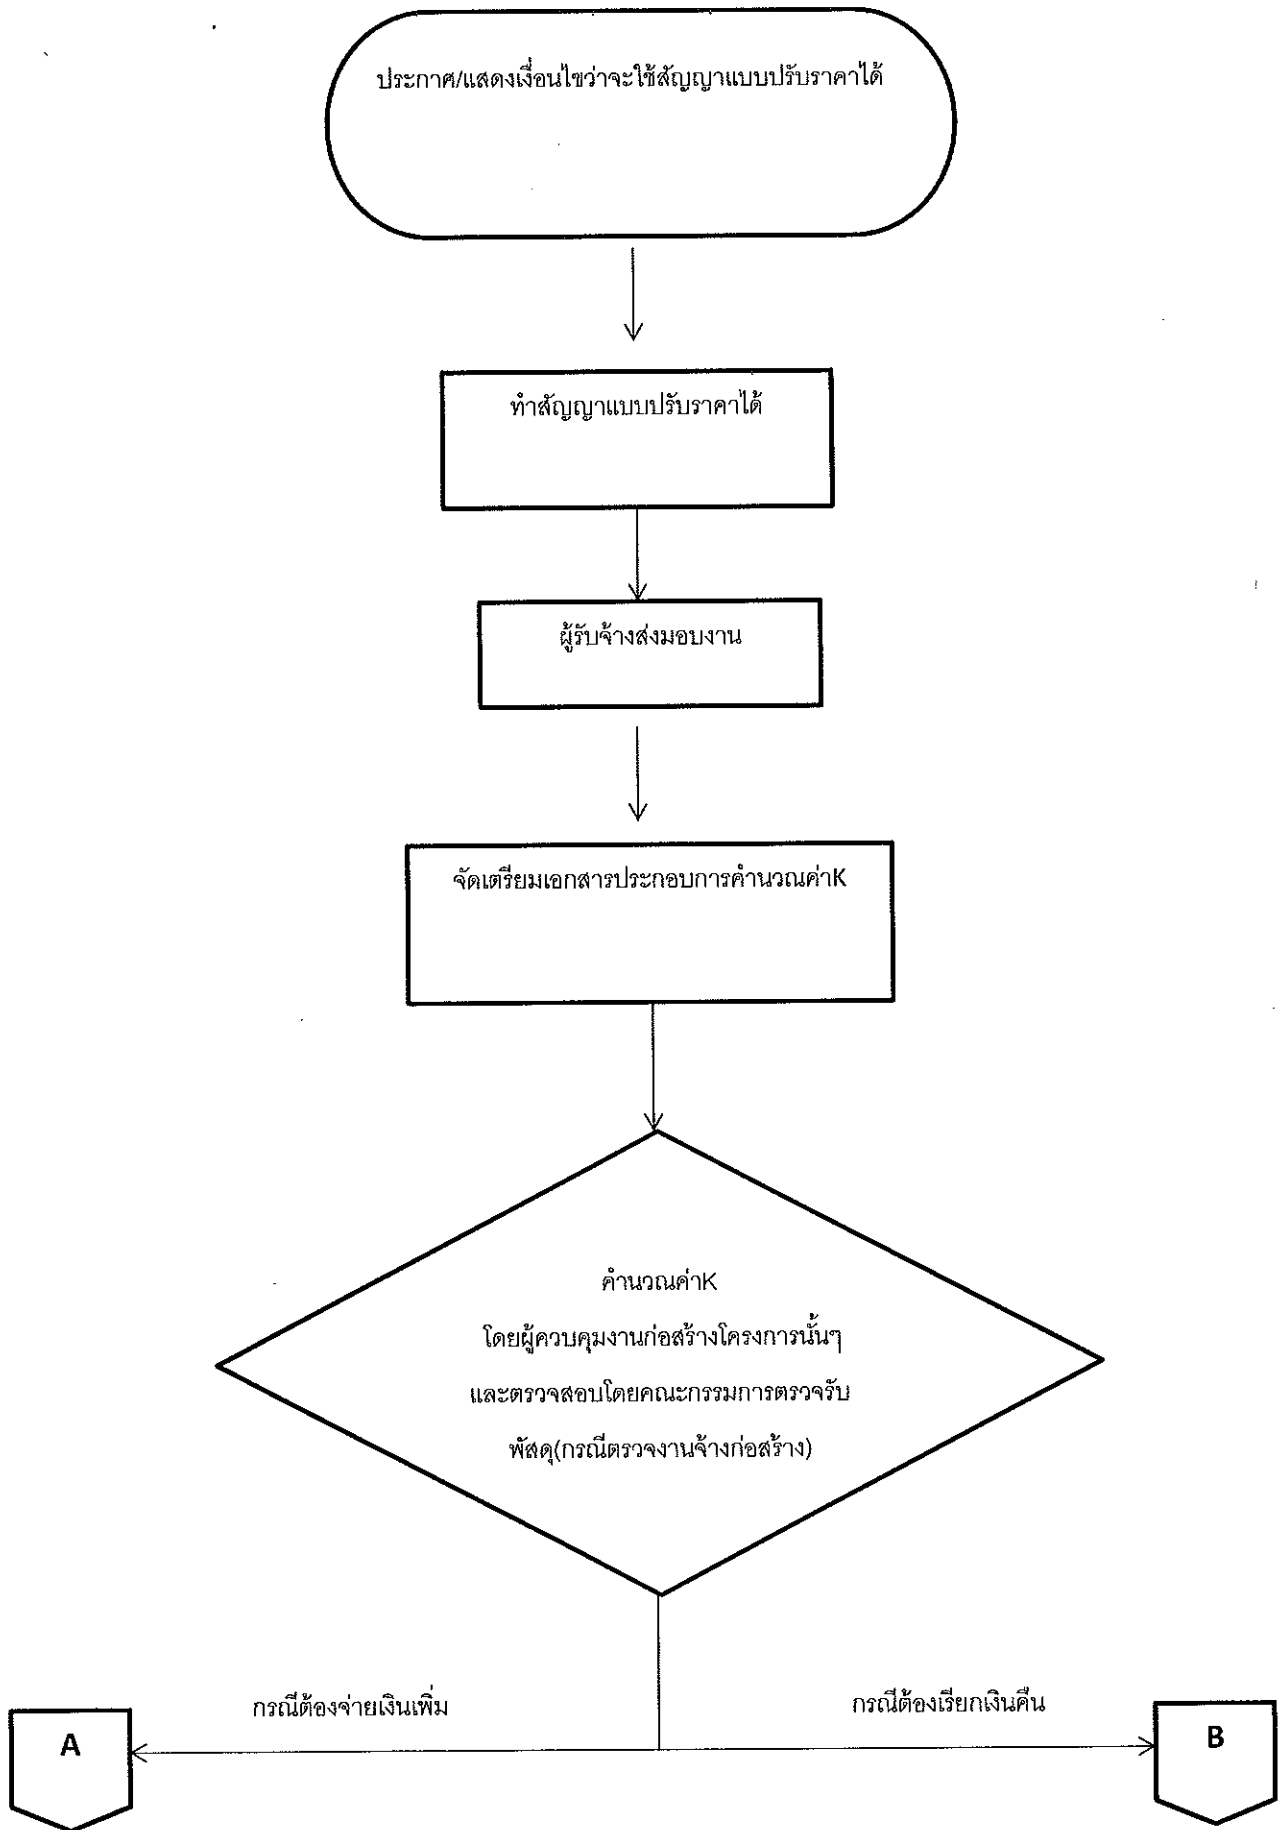 ประกาศ/แสดงเงื่อนไขว่าจะใช้สัญญาแบบปรับราคาได้
ทำสัญญาแบบปรับราคาได้
ผู้รับจ้างส่งมอบงาน
จัดเตรียมเอกสารประกอบการคำนวณค่าK
คำนวณค่าK
โดยผู้ควบคุมงานก่อสร้างโครงการนั้นๆ
และตรวจสอบโดยคณะกรรมการตรวจรับ
พัสดุ(กรณีตรวจงานจ้างก่อสร้าง)
กรณีต้องจ่ายเงินเพิ่ม
กรณีต้องเรียกเงินคืน
A
B